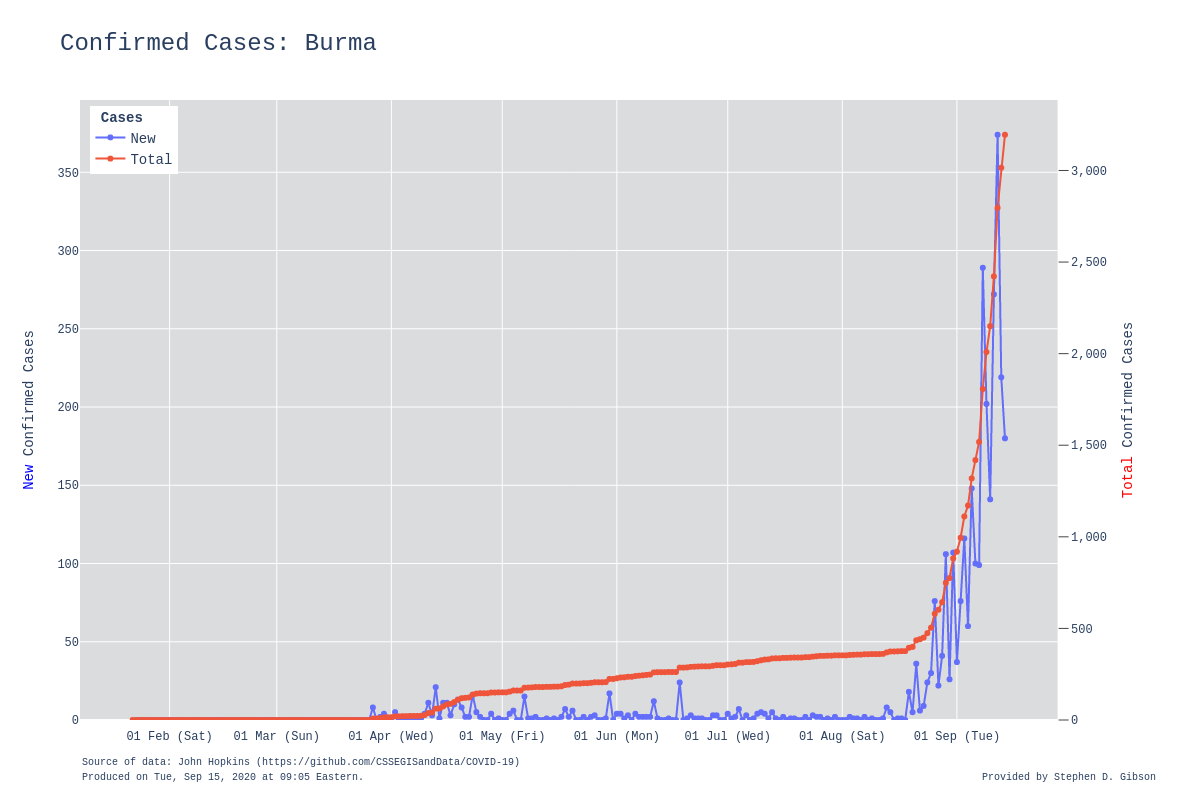 Confirmed Cases: Burma
Cases
New
Total
350
300
250
200
150
100
50
0
3,000
2,500
2,000
1,500
1,000
500
0
New Confirmed Cases
Total Confirmed Cases
01 Feb (Sat) 01 Mar (Sun) 01 Apr (Wed) 01 May (Fri) 01 Jun (Mon) 01 Jul (Wed) 01 Aug (Sat) 01 Sep (Tue)
Source of data: John Hopkins (https://github.com/CSSEGISandData/COVID-19)
Produced on Tue, Sep 15, 2020 at 09:05 Eastern.
Provided by Stephen D. Gibson